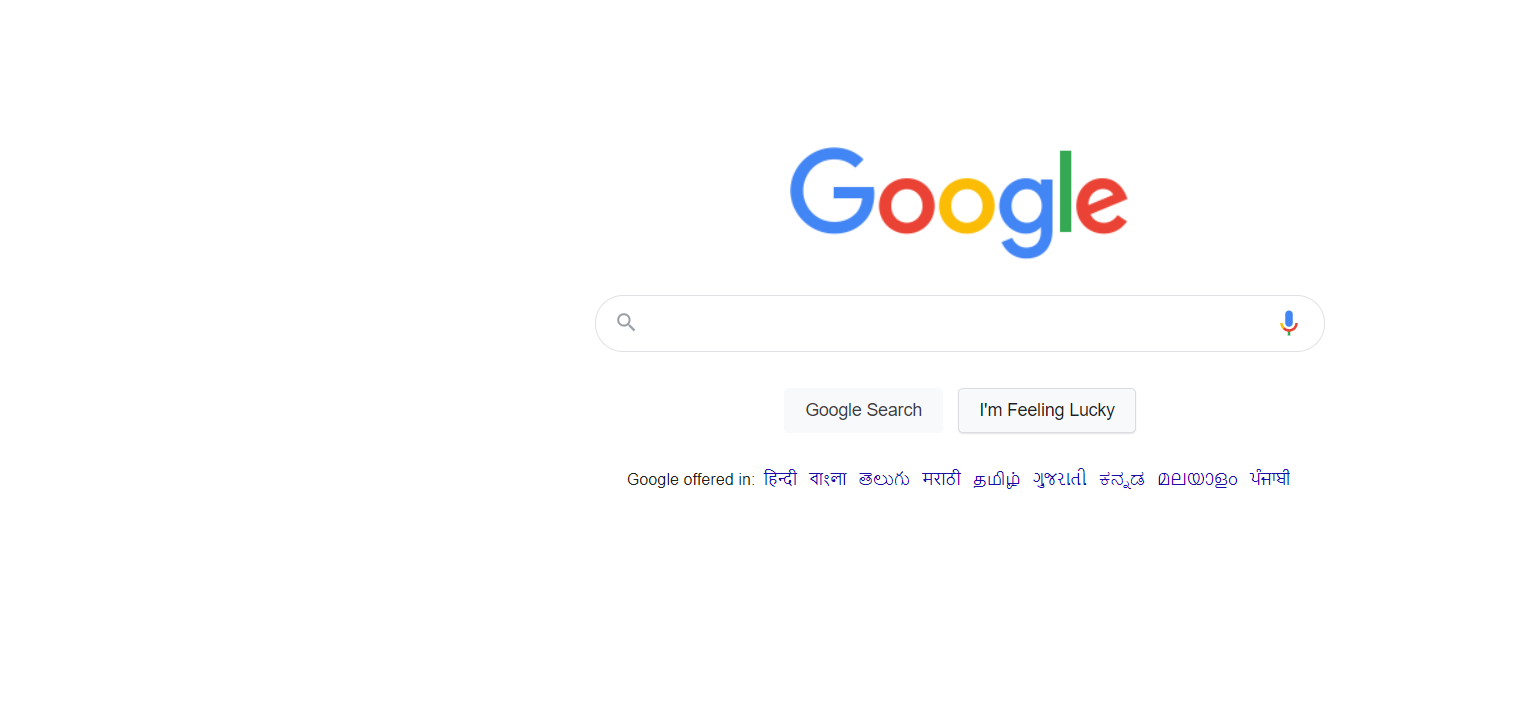 Google
Google Search
I'm Feeling Lucky
Google offered in: हिन्दी বাংলা తెలుగు मराठी தமிழ் ગુજરાતી ಕನ್ನಡ മലയാളം ਪੰਜਾਬੀ